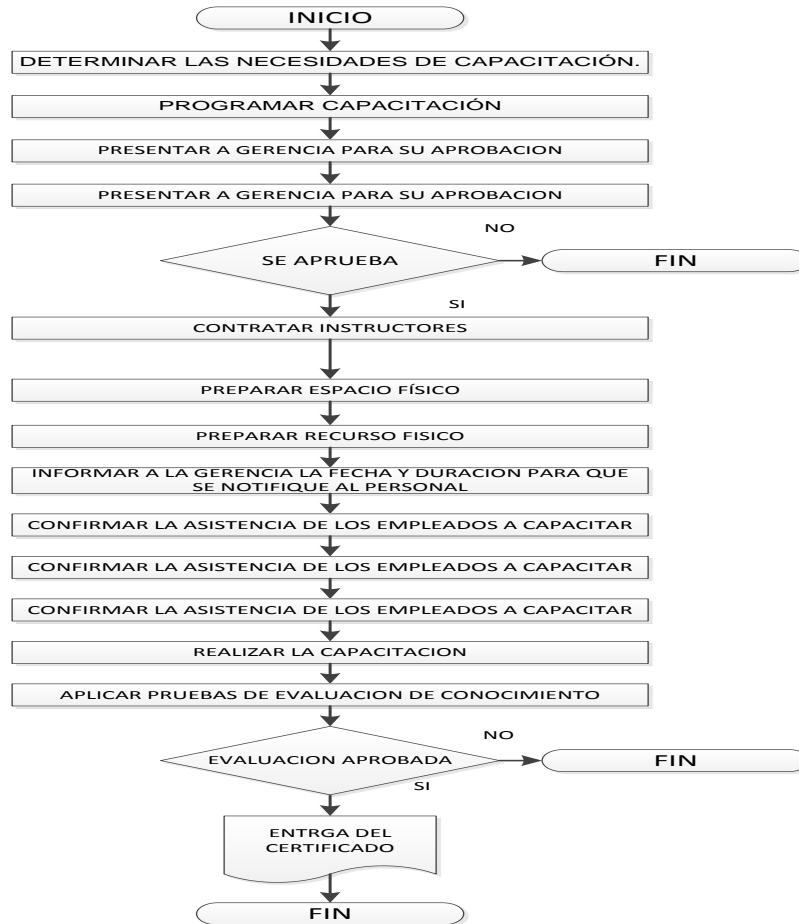 INICIO
DETERMINAR LAS NECESIDADES DE CAPACITACIÓN.
PROGRAMAR CAPACITACIÓN
PRESENTAR A GERENCIA PARA SU APROBACION
PRESENTAR A GERENCIA PARA SU APROBACION
NO
SE APRUEBA
FIN
SI
CONTRATAR INSTRUCTORES
PREPARAR ESPACIO FÍSICO
PREPARAR RECURSO FISICO
INFORMAR A LA GERENCIA LA FECHA Y DURACION PARA QUE
SE NOTIFIQUE AL PERSONAL
CONFIRMAR LA ASISTENCIA DE LOS EMPLEADOS A CAPACITAR
CONFIRMAR LA ASISTENCIA DE LOS EMPLEADOS A CAPACITAR
CONFIRMAR LA ASISTENCIA DE LOS EMPLEADOS A CAPACITAR
REALIZAR LA CAPACITACION
APLICAR PRUEBAS DE EVALUACION DE CONOCIMIENTO
NO
EVALUACION APROBADA
FIN
SI
ENTRGA DEL
CERTIFICADO
FIN